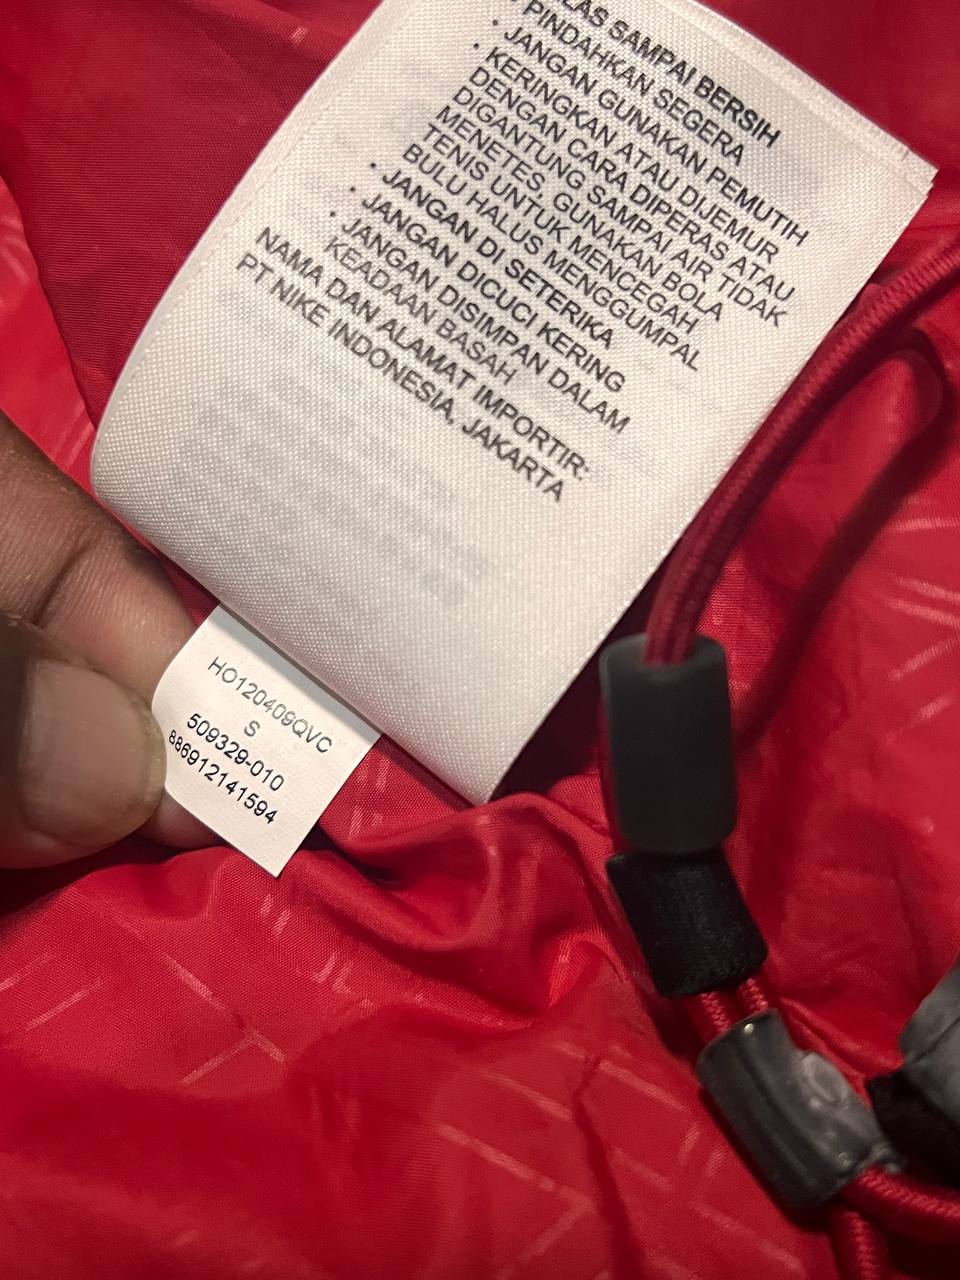 SAMPAI BERSIH
• PINDAHKAN SEGERA
• JANGAN GUNAKAN PEMUTIH
• KERINGKAN ATAU DIJEMUR
DENGAN CARA DIPERAS ATAU
DIGANTUNG SAMPAI AIR TIDAK
MENETES. GUNAKAN BOLA
TENIS UNTUK MENCEGAH
BULU HALUS MENGGUMPAL
• JANGAN DI SETERIKA
• JANGAN DICUCI KERING
• JANGAN DISIMPAN DALAM
KEADAAN BASAH
NAMA DAN ALAMAT IMPORTIR:
PT NIKE INDONESIA, JAKARTA
HO120409QVC
S
509329-010
886912141594